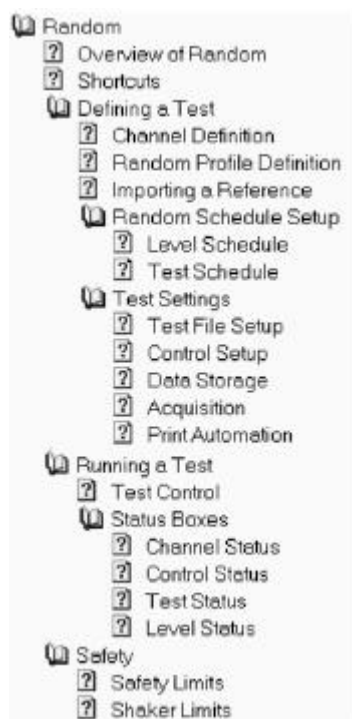 Random
Overview of Random
Shortcuts
Defining a Test
Channel Definition
Random Profile Definition
Importing a Reference
Random Schedule Setup
Level Schedule
Test Schedule
Test Settings
Test File Setup
Control Setup
Data Storage
Acquisition
Print Automation
Running a Test
Test Control
Status Boxes
Channel Status
Control Status
Test Status
Level Status
Safety
Safety Limits
Shaker Limits